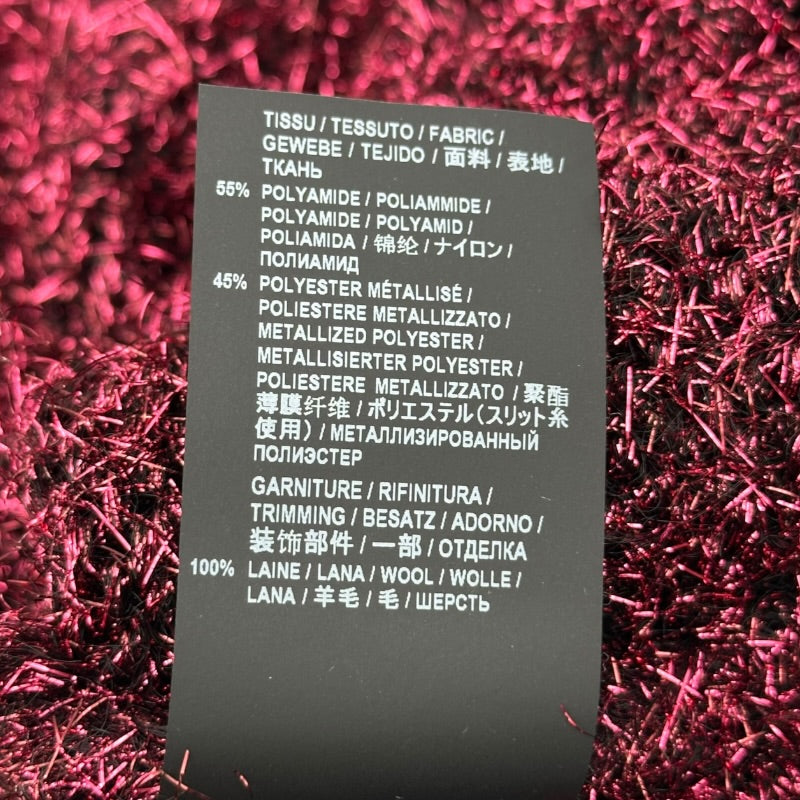 TISSU / TESSUTO / FABRIC /
GEWEBE / TEJIDO / 面料 / 表地 /
ТКАНЬ
55% POLYAMIDE / POLIAMMIDE /
POLYAMIDE / POLYAMID /
POLIAMIDA / 锦纶 / ナイロン /
ПОЛИАМИД
45% POLYESTER MÉTALLISÉ /
POLIESTERE METALLIZZATO /
METALLIZED POLYESTER /
METALLISIERTER POLYESTER /
POLIESTERE METALLIZZATO / 聚酯
薄膜纤维 / ポリエステル(スリット糸
使用) / МЕТАЛЛИЗИРОВАННЫЙ
ПОЛИЭСТЕР
GARNITURE / RIFINITURA /
TRIMMING / BESATZ / ADORNO /
装饰部件 / 一部 / ОТДЕЛКА
100% LAINE / LANA / WOOL / WOLLE /
LANA / 羊毛 / 毛 / ШЕРСТЬ